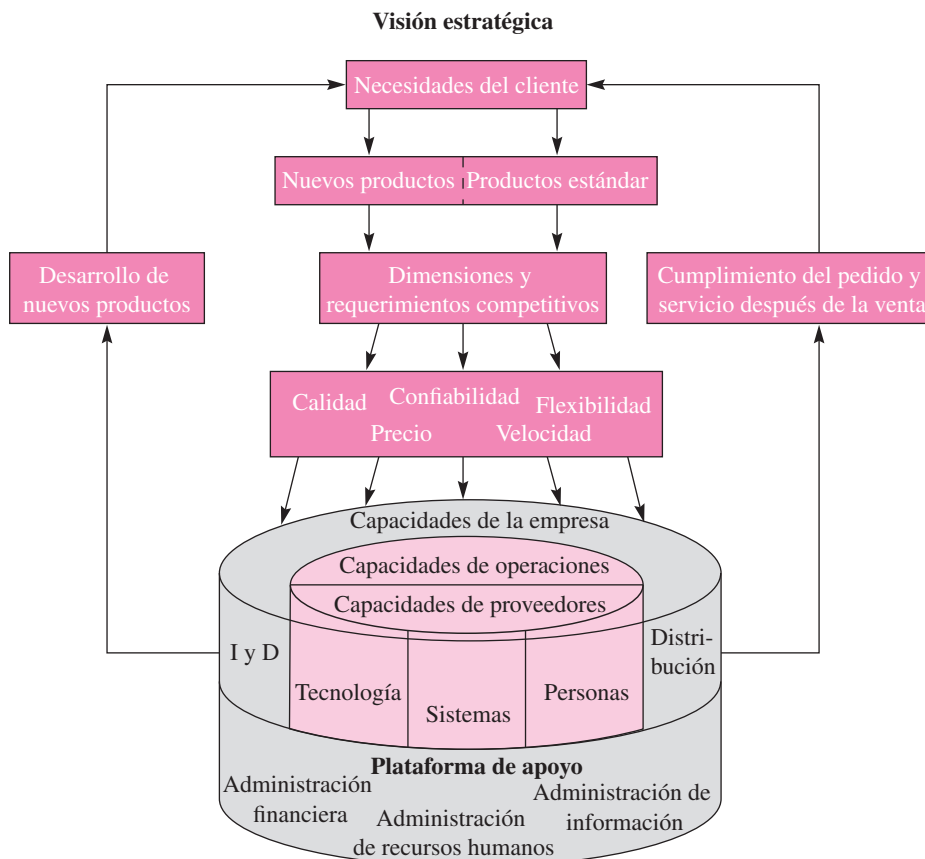 Visión estratégica
Necesidades del cliente
Nuevos productos
Productos estándar
Desarrollo de
nuevos productos
Dimensiones y
requerimientos competitivos
Cumplimiento del pedido y
servicio después de la venta
Calidad
Confiabilidad
Flexibilidad
Precio
Velocidad
Capacidades de la empresa
Capacidades de operaciones
Capacidades de proveedores
I y D
Tecnología
Sistemas
Personas
Distri-
bución
Plataforma de apoyo
Administración
financiera
Administración
de recursos humanos
Administración de
información